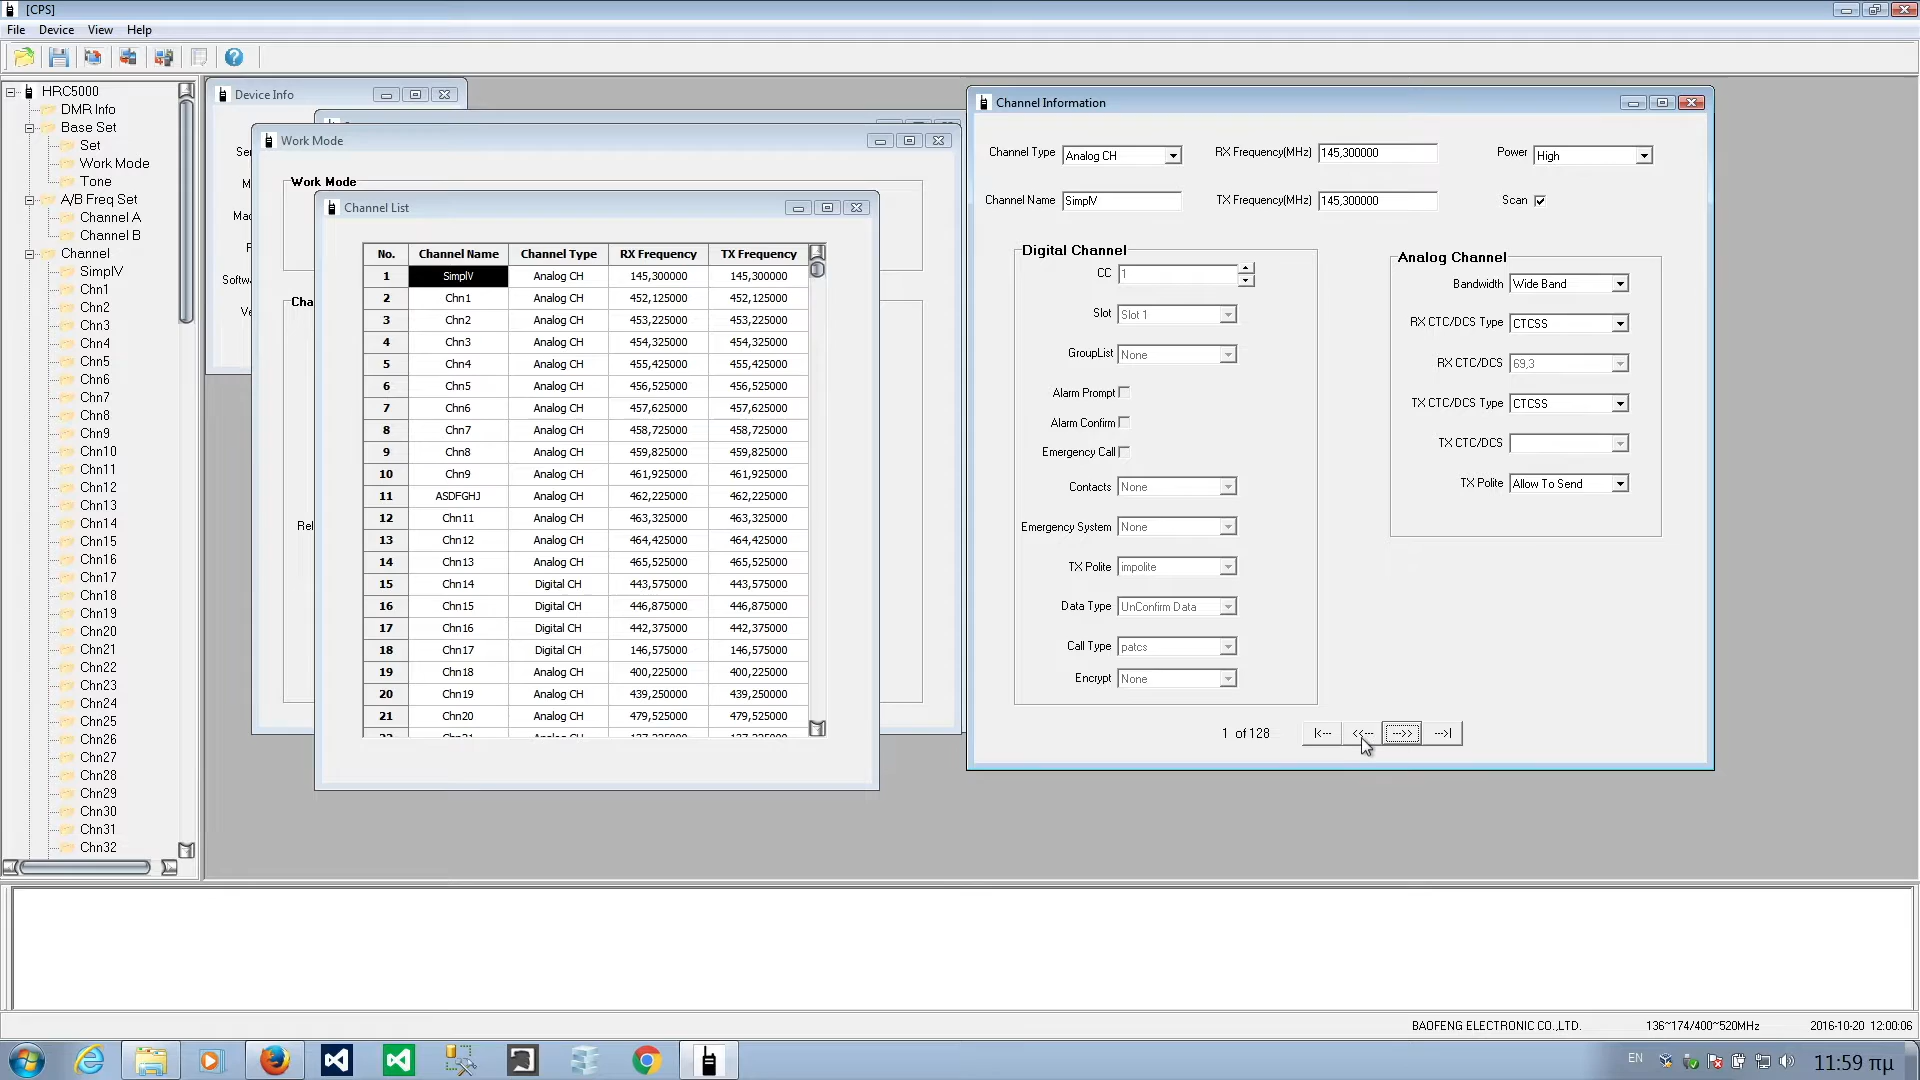 [CPS]
File Device View Help
HRC5000
DMR Info
Base Set
Set
Work Mode
Tone
A/B Freq Set
Channel A
Channel B
Channel
SimplV
Chn1
Chn2
Chn3
Chn4
Chn5
Chn6
Chn7
Chn8
Chn9
Chn10
Chn11
Chn12
Chn13
Chn14
Chn15
Chn16
Chn17
Chn18
Chn19
Chn20
Chn21
Chn22
Chn23
Chn24
Chn25
Chn26
Chn27
Chn28
Chn29
Chn30
Chn31
Chn32
Device Info
Work Mode
Work Mode
Channel List
No. Channel Name Channel Type RX Frequency TX Frequency
1 SimplV Analog CH 145,300000 145,300000
2 Chn1 Analog CH 452,125000 452,125000
3 Chn2 Analog CH 453,225000 453,225000
4 Chn3 Analog CH 454,325000 454,325000
5 Chn4 Analog CH 455,425000 455,425000
6 Chn5 Analog CH 456,525000 456,525000
7 Chn6 Analog CH 457,625000 457,625000
8 Chn7 Analog CH 458,725000 458,725000
9 Chn8 Analog CH 459,825000 459,825000
10 Chn9 Analog CH 461,925000 461,925000
11 ASDFGHJ Analog CH 462,225000 462,225000
12 Chn11 Analog CH 463,325000 463,325000
13 Chn12 Analog CH 464,425000 464,425000
14 Chn13 Analog CH 465,525000 465,525000
15 Chn14 Digital CH 443,575000 443,575000
16 Chn15 Digital CH 446,875000 446,875000
17 Chn16 Digital CH 442,375000 442,375000
18 Chn17 Digital CH 146,575000 146,575000
19 Chn18 Analog CH 400,225000 400,225000
20 Chn19 Analog CH 439,250000 439,250000
21 Chn20 Analog CH 479,525000 479,525000
Channel Information
Channel Type Analog CH RX Frequency(MHz) 145,300000 Power High
Channel Name SimplV TX Frequency(MHz) 145,300000 Scan
Digital Channel
CC 1
Slot Slot 1
GroupList None
Alarm Prompt
Alarm Confirm
Emergency Call
Contacts None
Emergency System None
TX Polite impolite
Data Type UnConfirm Data
Call Type patcs
Encrypt None
Analog Channel
Bandwidth Wide Band
RX CTC/DCS Type CTCSS
RX CTC/DCS 69,3
TX CTC/DCS Type CTCSS
TX CTC/DCS
TX Polite Allow To Send
1 of 128 |<--- <<--- --->> --->|
BAOFENG ELECTRONIC CO.,LTD. 136~174/400~520MHz 2016-10-20 12:00:06
EN 11:59 πμ